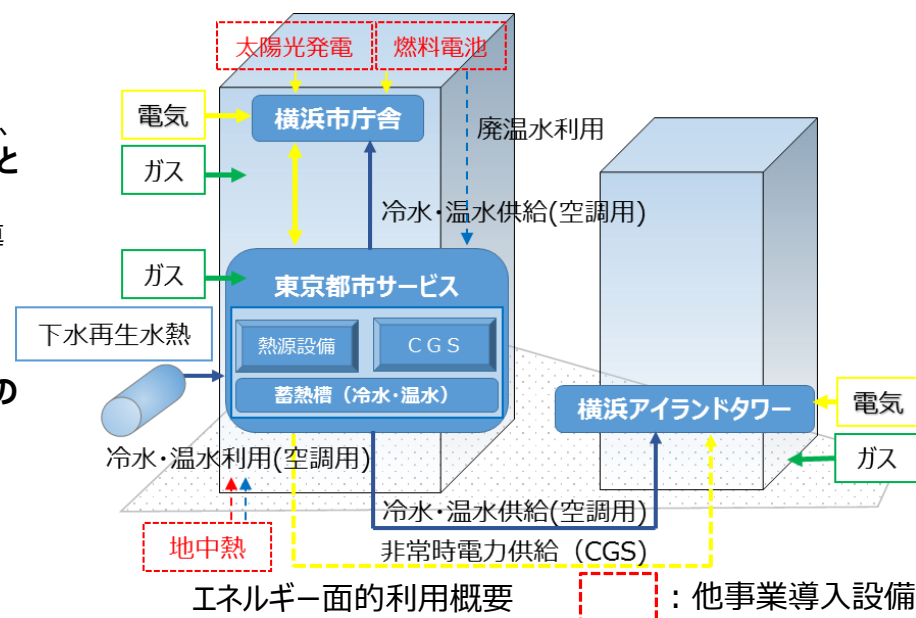 太陽光発電
燃料電池
電気
横浜市庁舎
廃温水利用
、
と
ガス
冷水・温水供給(空調用)
ガス
東京都市サービス
下水再生水熱
熱源設備
CGS
蓄熱槽（冷水・温水）
の
横浜アイランドタワー
電気
ガス
冷水・温水利用(空調用)
冷水・温水供給(空調用)
地中熱
非常時電力供給（CGS)
エネルギー面的利用概要
：他事業導入設備